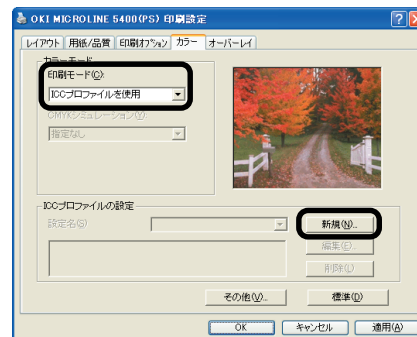 OKI MICROLINE 5400(PS) 印刷設定
レイアウト 用紙/品質 印刷オプション カラー オーバーレイ
カラーモード
印刷モード(C):
ICCプロファイルを使用
CMYKシミュレーション(Y):
指定なし
ICCプロファイルの設定
設定名(S) 新規(N)...
編集(E)...
削除(L)
その他(V)... 標準(D)
OK キャンセル 適用(A)